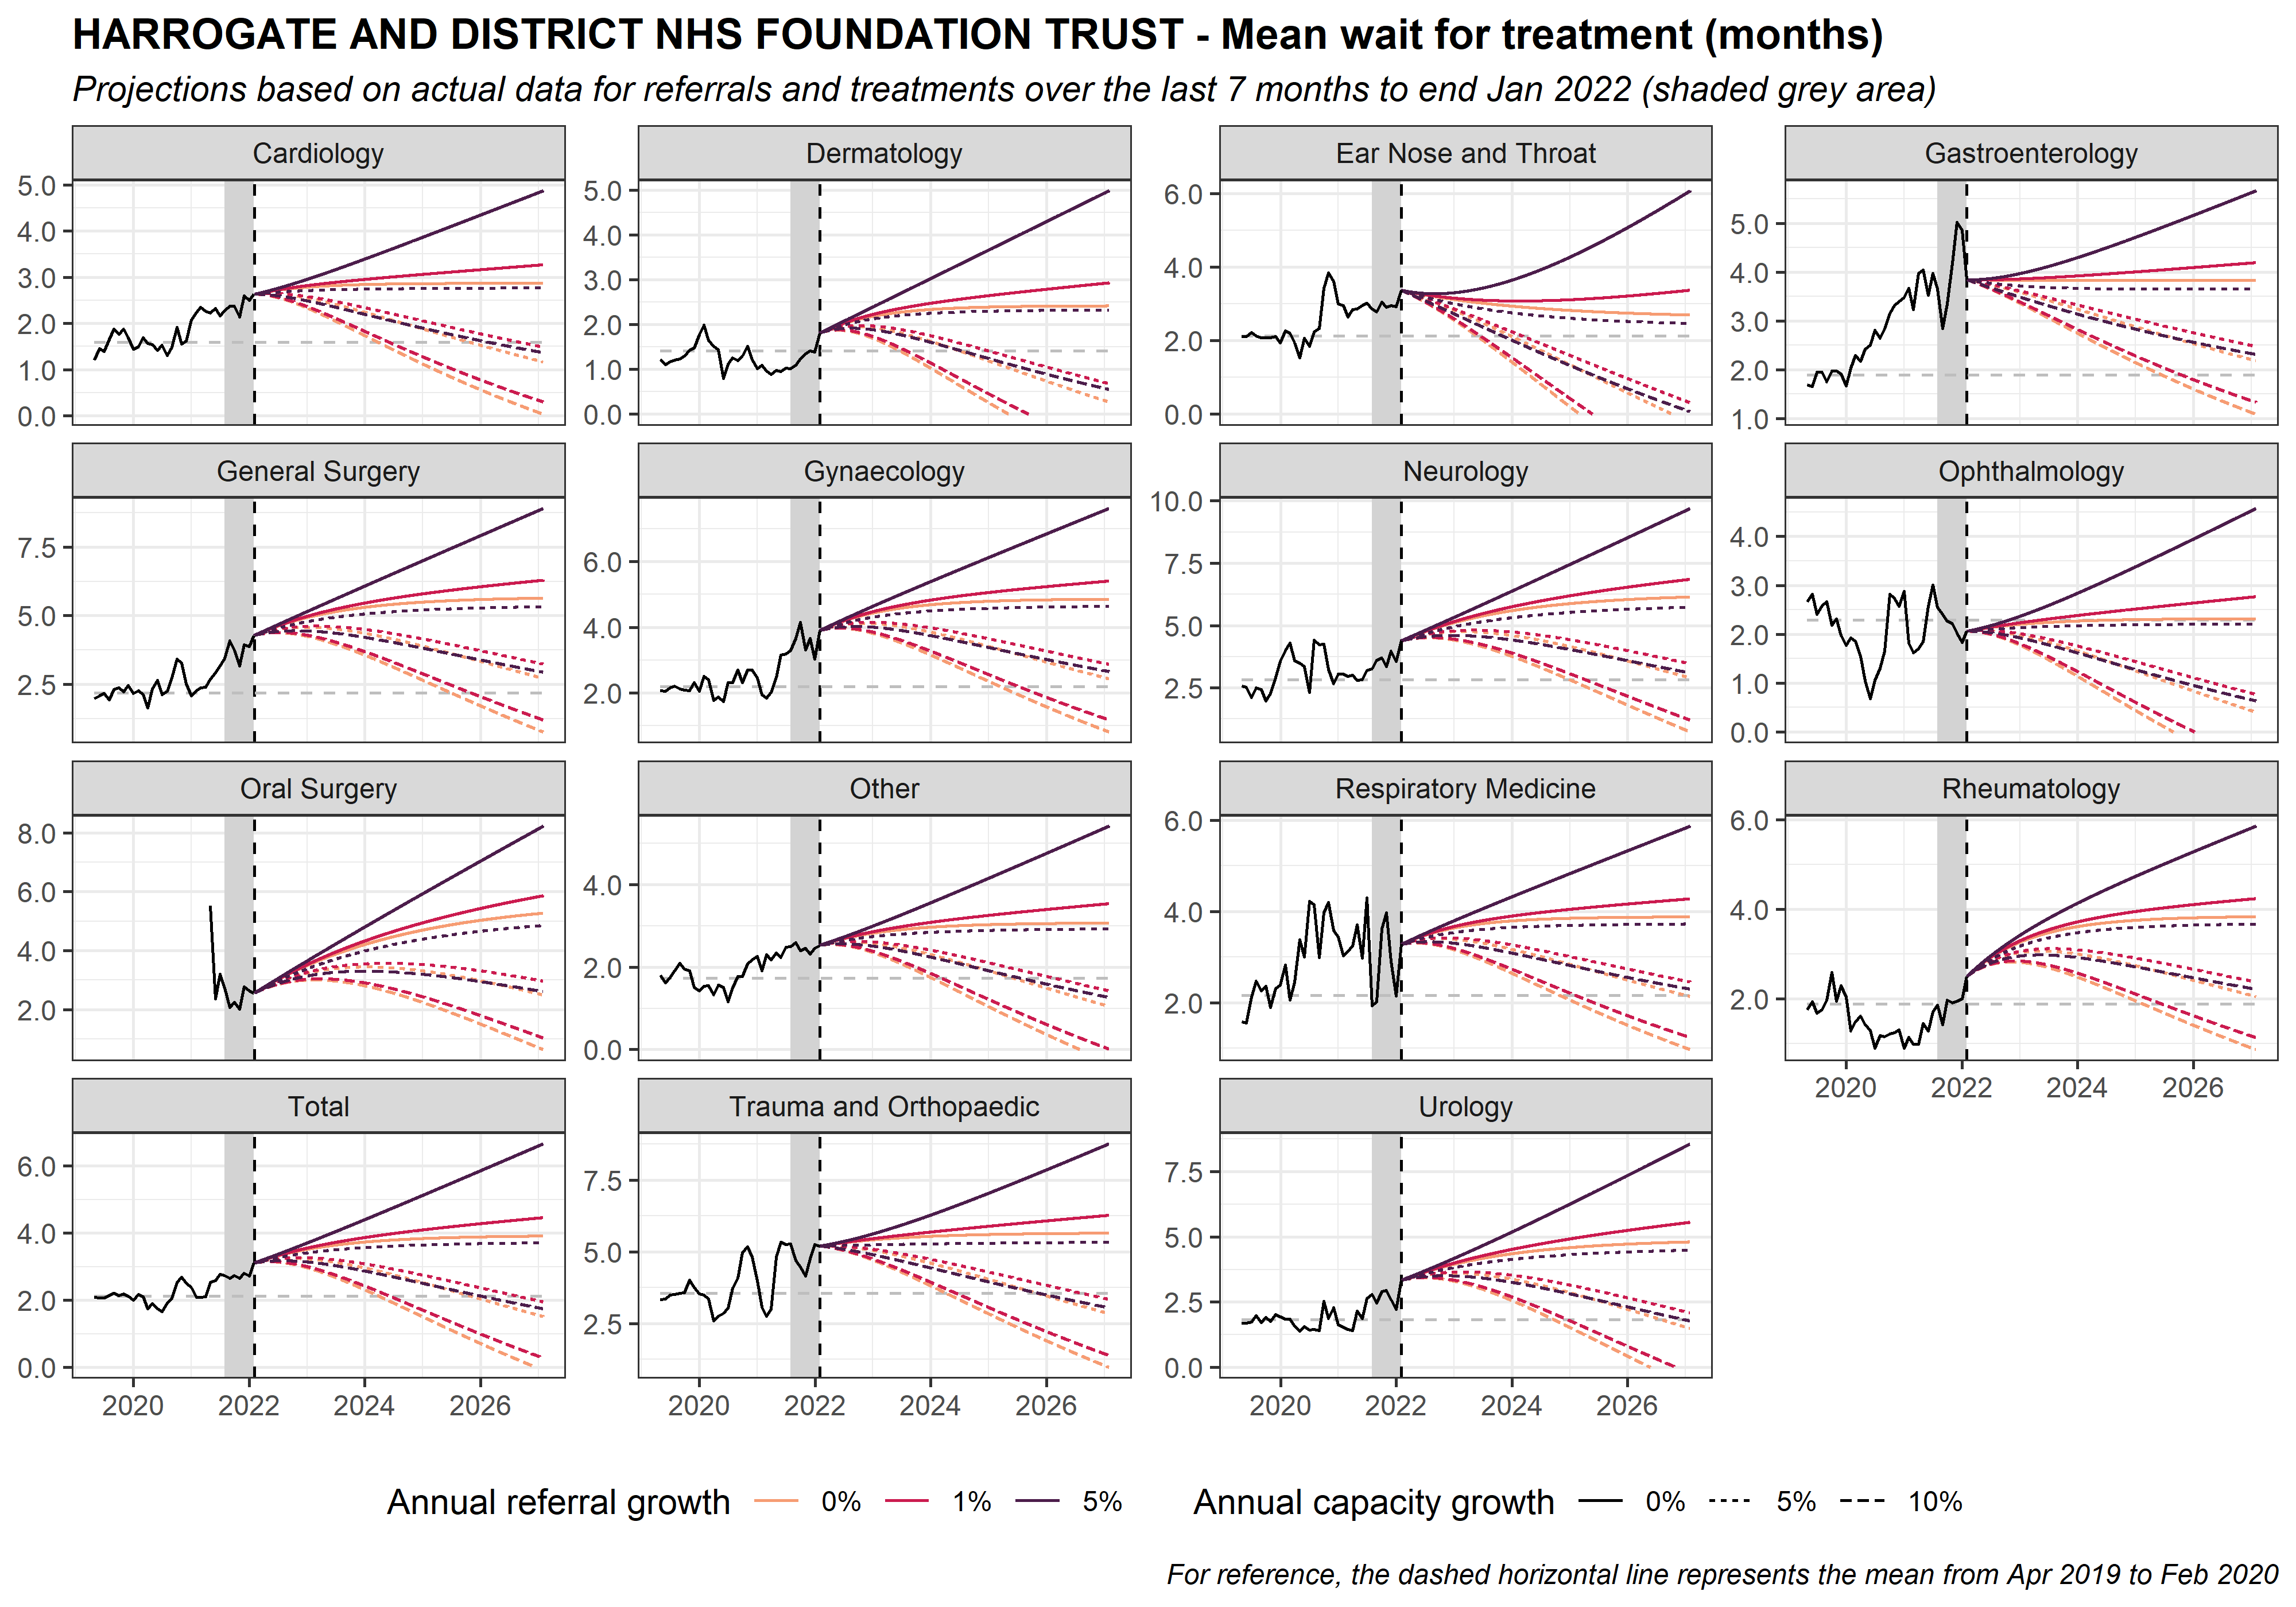 HARROGATE AND DISTRICT NHS FOUNDATION TRUST - Mean wait for treatment (months)
Projections based on actual data for referrals and treatments over the last 7 months to end Jan 2022 (shaded grey area)
Cardiology
5.0
4.0
3.0
2.0
1.0
0.0
Dermatology
5.0
4.0
3.0
2.0
1.0
0.0
Ear Nose and Throat
6.0
4.0
2.0
0.0
Gastroenterology
5.0
4.0
3.0
2.0
1.0
General Surgery
7.5
5.0
2.5
Gynaecology
6.0
4.0
2.0
Neurology
10.0
7.5
5.0
2.5
Ophthalmology
4.0
3.0
2.0
1.0
0.0
Oral Surgery
8.0
6.0
4.0
2.0
Other
4.0
2.0
0.0
Respiratory Medicine
6.0
4.0
2.0
Rheumatology
6.0
4.0
2.0
2020 2022 2024 2026
Total
6.0
4.0
2.0
0.0
2020 2022 2024 2026
Trauma and Orthopaedic
7.5
5.0
2.5
2020 2022 2024 2026
Urology
7.5
5.0
2.5
0.0
2020 2022 2024 2026
Annual referral growth 0% 1% 5%
Annual capacity growth 0% 5% 10%
For reference, the dashed horizontal line represents the mean from Apr 2019 to Feb 2020